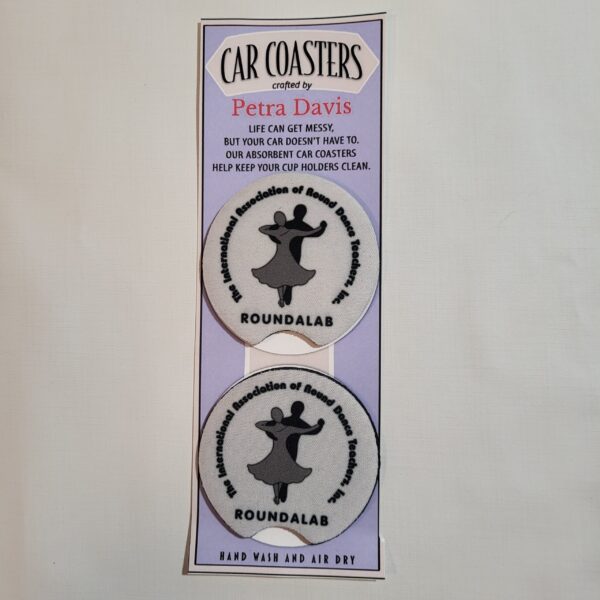 CAR COASTERS
crafted by
Petra Davis
LIFE CAN GET MESSY,
BUT YOUR CAR DOESN'T HAVE TO.
OUR ABSORBENT CAR COASTERS
HELP KEEP YOUR CUP HOLDERS CLEAN.
The International Association of Round Dance Teachers, Inc.
ROUNDALAB
The International Association of Round Dance Teachers, Inc.
ROUNDALAB
HAND WASH AND AIR DRY